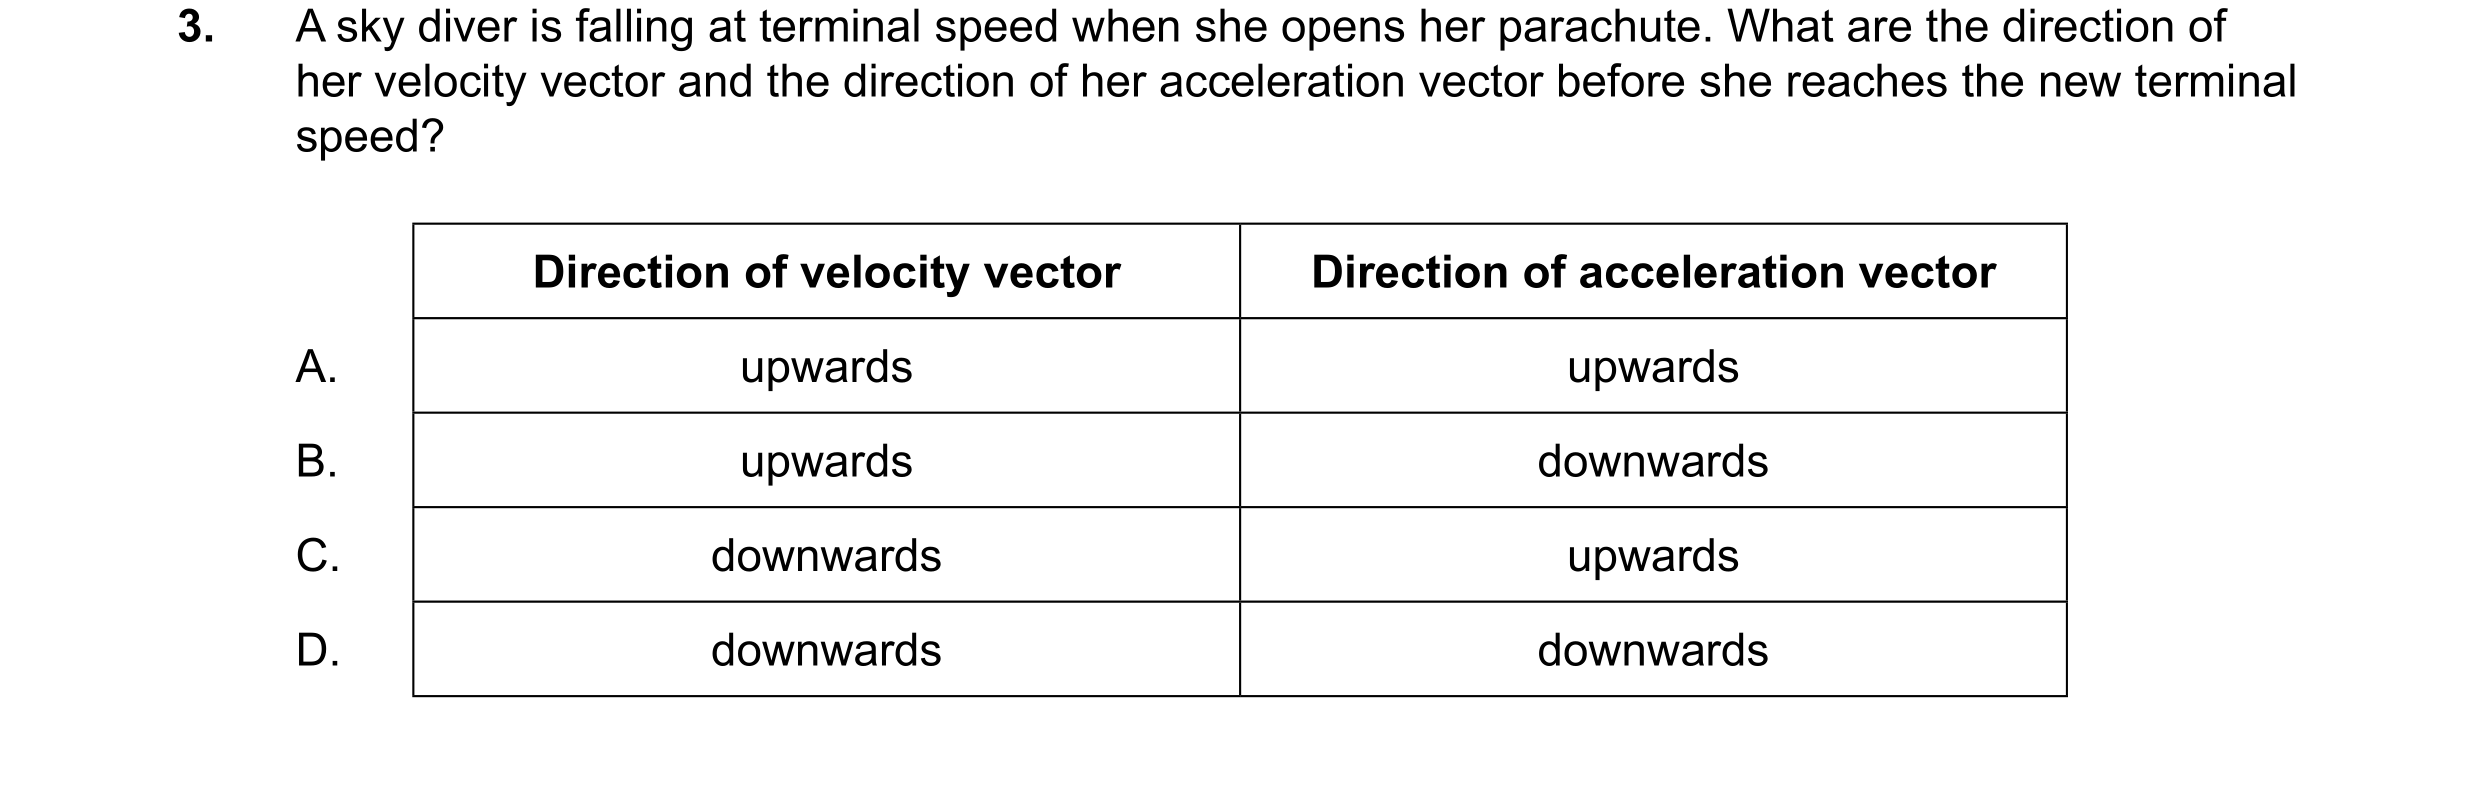 3. A sky diver is falling at terminal speed when she opens her parachute. What are the direction of
her velocity vector and the direction of her acceleration vector before she reaches the new terminal
speed?
Direction of velocity vector Direction of acceleration vector
A. upwards upwards
B. upwards downwards
C. downwards upwards
D. downwards downwards